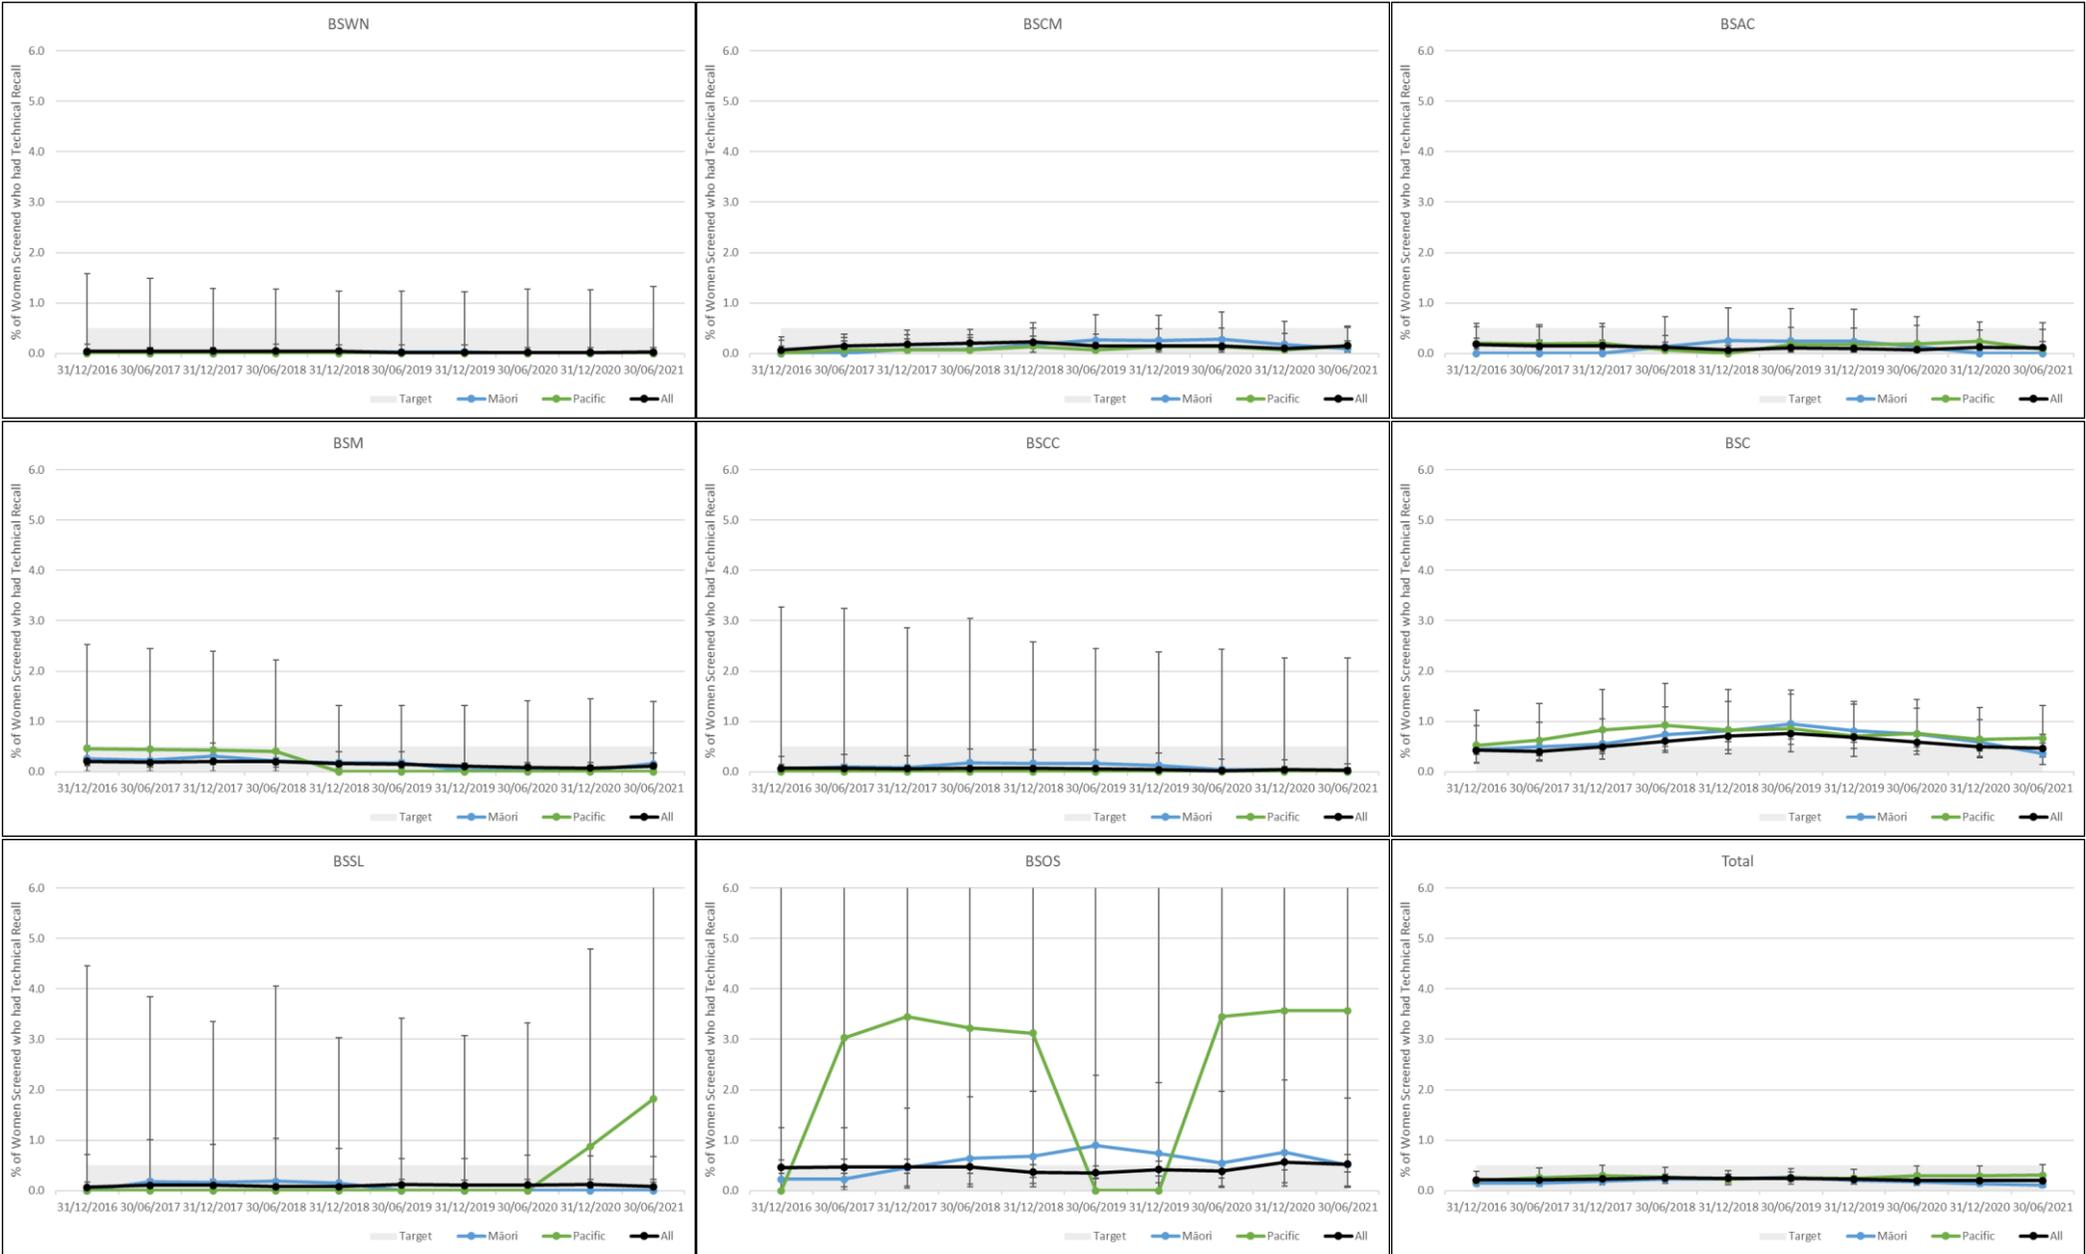 BSWN
% of Women Screened who had Technical Recall
6.0
5.0
4.0
3.0
2.0
1.0
0.0
31/12/2016 30/06/2017 31/12/2017 30/06/2018 31/12/2018 30/06/2019 31/12/2019 30/06/2020 31/12/2020 30/06/2021
Target Māori Pacific All
BSCM
% of Women Screened who had Technical Recall
6.0
5.0
4.0
3.0
2.0
1.0
0.0
31/12/2016 30/06/2017 31/12/2017 30/06/2018 31/12/2018 30/06/2019 31/12/2019 30/06/2020 31/12/2020 30/06/2021
Target Māori Pacific All
BSAC
% of Women Screened who had Technical Recall
6.0
5.0
4.0
3.0
2.0
1.0
0.0
31/12/2016 30/06/2017 31/12/2017 30/06/2018 31/12/2018 30/06/2019 31/12/2019 30/06/2020 31/12/2020 30/06/2021
Target Māori Pacific All
BSM
% of Women Screened who had Technical Recall
6.0
5.0
4.0
3.0
2.0
1.0
0.0
31/12/2016 30/06/2017 31/12/2017 30/06/2018 31/12/2018 30/06/2019 31/12/2019 30/06/2020 31/12/2020 30/06/2021
Target Māori Pacific All
BSCC
% of Women Screened who had Technical Recall
6.0
5.0
4.0
3.0
2.0
1.0
0.0
31/12/2016 30/06/2017 31/12/2017 30/06/2018 31/12/2018 30/06/2019 31/12/2019 30/06/2020 31/12/2020 30/06/2021
Target Māori Pacific All
BSC
% of Women Screened who had Technical Recall
6.0
5.0
4.0
3.0
2.0
1.0
0.0
31/12/2016 30/06/2017 31/12/2017 30/06/2018 31/12/2018 30/06/2019 31/12/2019 30/06/2020 31/12/2020 30/06/2021
Target Māori Pacific All
BSSL
% of Women Screened who had Technical Recall
6.0
5.0
4.0
3.0
2.0
1.0
0.0
31/12/2016 30/06/2017 31/12/2017 30/06/2018 31/12/2018 30/06/2019 31/12/2019 30/06/2020 31/12/2020 30/06/2021
Target Māori Pacific All
BSOS
% of Women Screened who had Technical Recall
6.0
5.0
4.0
3.0
2.0
1.0
0.0
31/12/2016 30/06/2017 31/12/2017 30/06/2018 31/12/2018 30/06/2019 31/12/2019 30/06/2020 31/12/2020 30/06/2021
Target Māori Pacific All
Total
% of Women Screened who had Technical Recall
6.0
5.0
4.0
3.0
2.0
1.0
0.0
31/12/2016 30/06/2017 31/12/2017 30/06/2018 31/12/2018 30/06/2019 31/12/2019 30/06/2020 31/12/2020 30/06/2021
Target Māori Pacific All